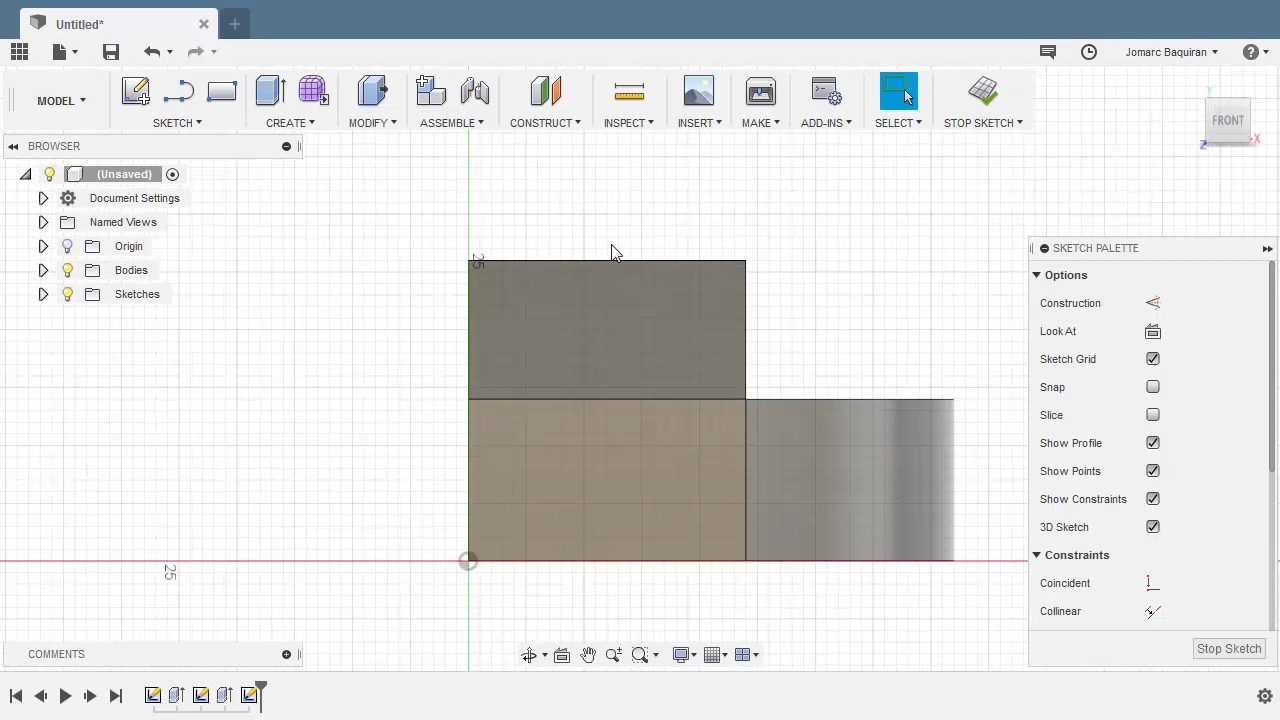 Untitled*
Jomarc Baquiran
MODEL
SKETCH
CREATE
MODIFY
ASSEMBLE
CONSTRUCT
INSPECT
INSERT
MAKE
ADD-INS
SELECT
STOP SKETCH
FRONT
Y
X
Z
BROWSER
(Unsaved)
Document Settings
Named Views
Origin
Bodies
Sketches
25
25
SKETCH PALETTE
Options
Construction
Look At
Sketch Grid
Snap
Slice
Show Profile
Show Points
Show Constraints
3D Sketch
Constraints
Coincident
Collinear
Stop Sketch
COMMENTS